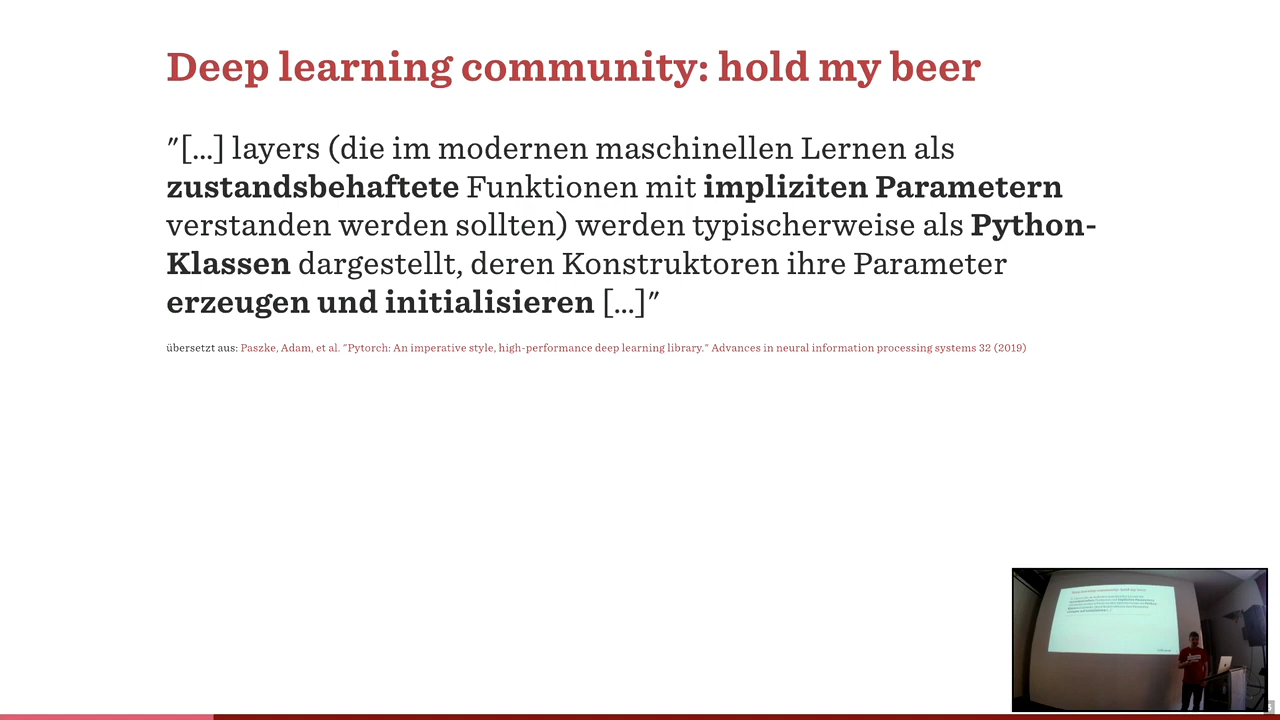 Deep learning community: hold my beer
"[...] layers (die im modernen maschinellen Lernen als
zustandsbehaftete Funktionen mit impliziten Parametern
verstanden werden sollten) werden typischerweise als Python-
Klassen dargestellt, deren Konstruktoren ihre Parameter
erzeugen und initialisieren [...]"
übersetzt aus: Paszke, Adam, et al. "Pytorch: An imperative style, high-performance deep learning library." Advances in neural information processing systems 32 (2019)